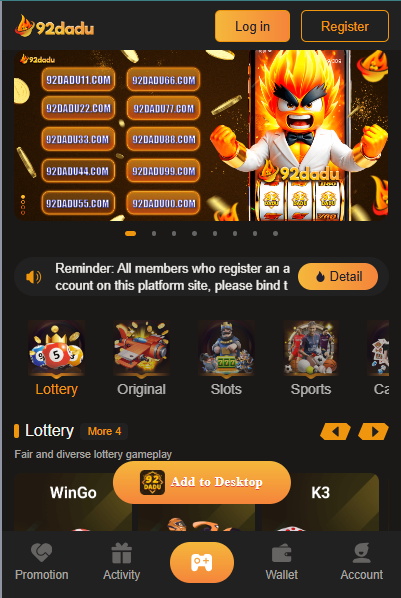 92dadu
Log in
Register
92dadu
92DADU11.COM
92DADU66.COM
92DADU22.COM
92DADU77.COM
92DADU33.COM
92DADU88.COM
92DADU44.COM
92DADU99.COM
92DADU55.COM
92DADU00.COM
92dadu
92dadu
Reminder: All members who register an a
ccount on this platform site, please bind t
Detail
Lottery
Original
Slots
Sports
Ca
Lottery
More 4
Fair and diverse lottery gameplay
WinGo
K3
92
DADU
Add to Desktop
Promotion
Activity
Wallet
Account